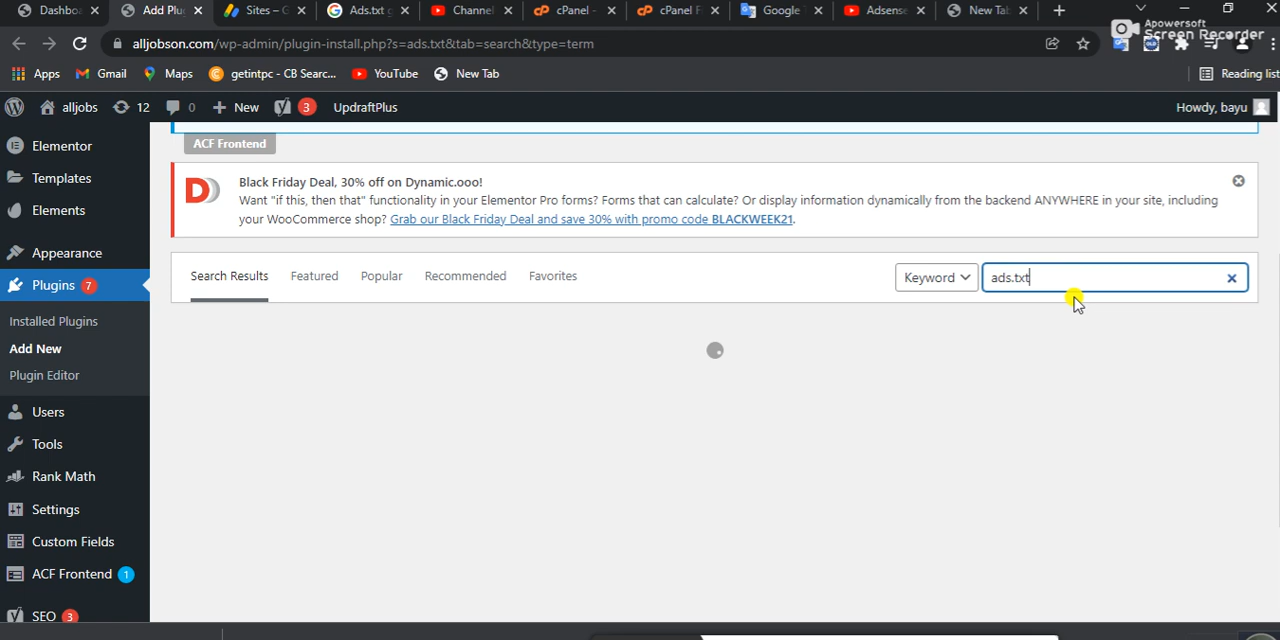 Dashbo
Add Plu
Sites – G
Ads.txt g
Channel
cPanel -
cPanel F
Google
Adsense
New Tab
Apowersoft
Screen Recorder
alljobson.com/wp-admin/plugin-install.php?s=ads.txt&tab=search&type=term
Apps
Gmail
Maps
getintpc - CB Searc...
YouTube
New Tab
Reading list
alljobs
12
0
New
3
UpdraftPlus
Howdy, bayu
Elementor
Templates
Elements
Appearance
Plugins 7
Installed Plugins
Add New
Plugin Editor
Users
Tools
Rank Math
Settings
Custom Fields
ACF Frontend 1
SEO 3
ACF Frontend
Black Friday Deal, 30% off on Dynamic.ooo!
Want "if this, then that" functionality in your Elementor Pro forms? Forms that can calculate? Or display information dynamically from the backend ANYWHERE in your site, including
your WooCommerce shop? Grab our Black Friday Deal and save 30% with promo code BLACKWEEK21.
Search Results
Featured
Popular
Recommended
Favorites
Keyword
ads.txt